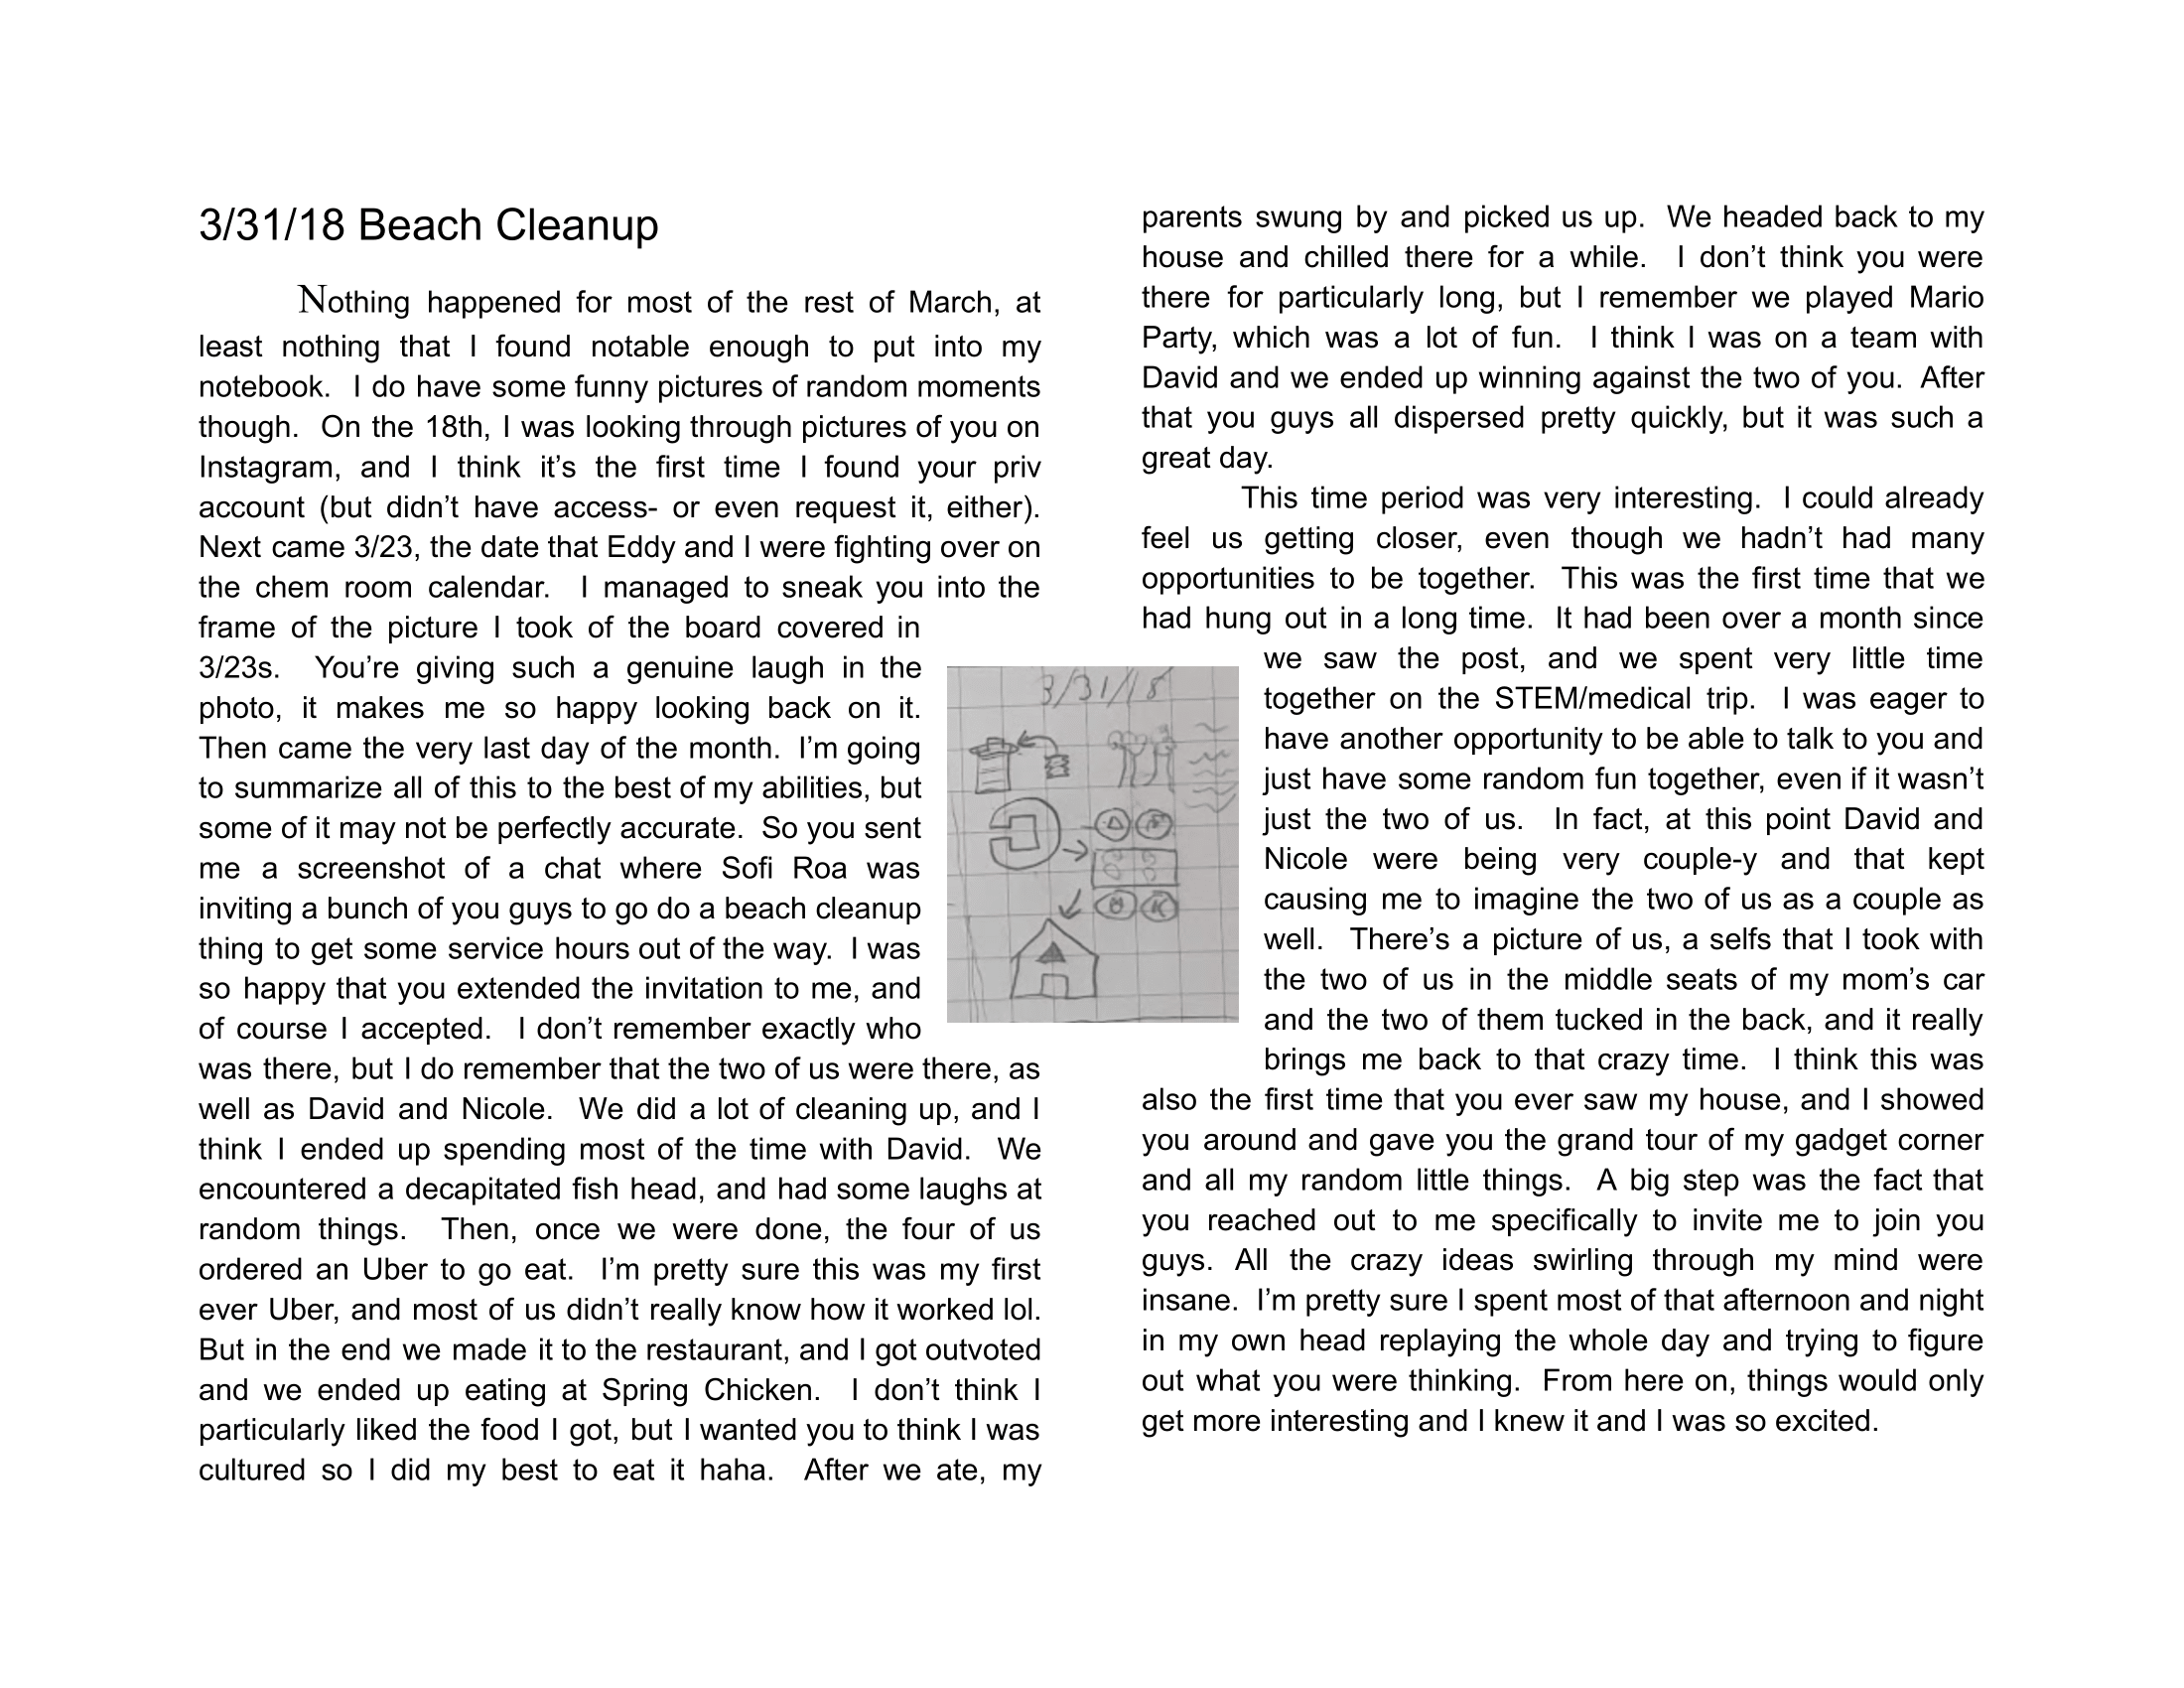 3/31/18 Beach Cleanup
Nothing happened for most of the rest of March, at
least nothing that I found notable enough to put into my
notebook.  I do have some funny pictures of random moments
though.  On the 18th, I was looking through pictures of you on
Instagram, and I think it’s the first time I found your priv
account (but didn’t have access- or even request it, either).
Next came 3/23, the date that Eddy and I were fighting over on
the chem room calendar.  I managed to sneak you into the
frame of the picture I took of the board covered in
3/23s.  You’re giving such a genuine laugh in the
photo, it makes me so happy looking back on it.
Then came the very last day of the month.  I’m going
to summarize all of this to the best of my abilities, but
some of it may not be perfectly accurate.  So you sent
me a screenshot of a chat where Sofi Roa was
inviting a bunch of you guys to go do a beach cleanup
thing to get some service hours out of the way.  I was
so happy that you extended the invitation to me, and
of course I accepted.  I don’t remember exactly who
was there, but I do remember that the two of us were there, as
well as David and Nicole.  We did a lot of cleaning up, and I
think I ended up spending most of the time with David.  We
encountered a decapitated fish head, and had some laughs at
random things.  Then, once we were done, the four of us
ordered an Uber to go eat.  I’m pretty sure this was my first
ever Uber, and most of us didn’t really know how it worked lol.
But in the end we made it to the restaurant, and I got outvoted
and we ended up eating at Spring Chicken.  I don’t think I
particularly liked the food I got, but I wanted you to think I was
cultured so I did my best to eat it haha.  After we ate, my
3/31/18
K
parents swung by and picked us up.  We headed back to my
house and chilled there for a while.  I don’t think you were
there for particularly long, but I remember we played Mario
Party, which was a lot of fun.  I think I was on a team with
David and we ended up winning against the two of you.  After
that you guys all dispersed pretty quickly, but it was such a
great day.
This time period was very interesting.  I could already
feel us getting closer, even though we hadn’t had many
opportunities to be together.  This was the first time that we
had hung out in a long time.  It had been over a month since
we saw the post, and we spent very little time
together on the STEM/medical trip.  I was eager to
have another opportunity to be able to talk to you and
just have some random fun together, even if it wasn’t
just the two of us.  In fact, at this point David and
Nicole were being very couple-y and that kept
causing me to imagine the two of us as a couple as
well.  There’s a picture of us, a selfs that I took with
the two of us in the middle seats of my mom’s car
and the two of them tucked in the back, and it really
brings me back to that crazy time.  I think this was
also the first time that you ever saw my house, and I showed
you around and gave you the grand tour of my gadget corner
and all my random little things.  A big step was the fact that
you reached out to me specifically to invite me to join you
guys.  All the crazy ideas swirling through my mind were
insane.  I’m pretty sure I spent most of that afternoon and night
in my own head replaying the whole day and trying to figure
out what you were thinking.  From here on, things would only
get more interesting and I knew it and I was so excited.